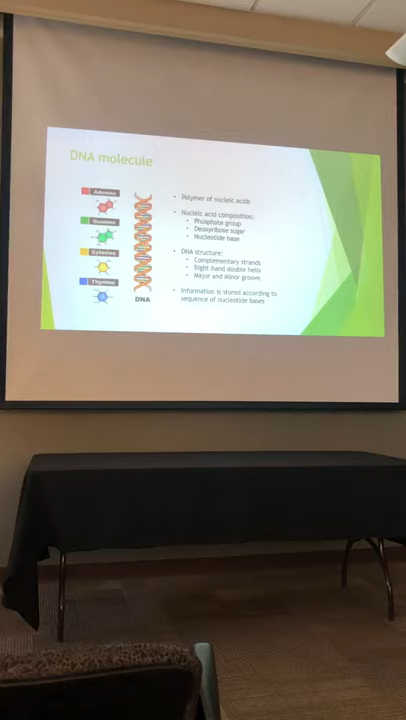 DNA molecule
Adenine
Guanine
Cytosine
Thymine
DNA
• Polymer of nucleic acids
• Nucleic acid composition:
• Phosphate group
• Deoxyribose sugar
• Nucleotide base
• DNA structure:
• Complementary strands
• Right-hand double helix
• Major and Minor groove
• Information is stored according to
sequence of nucleotide bases